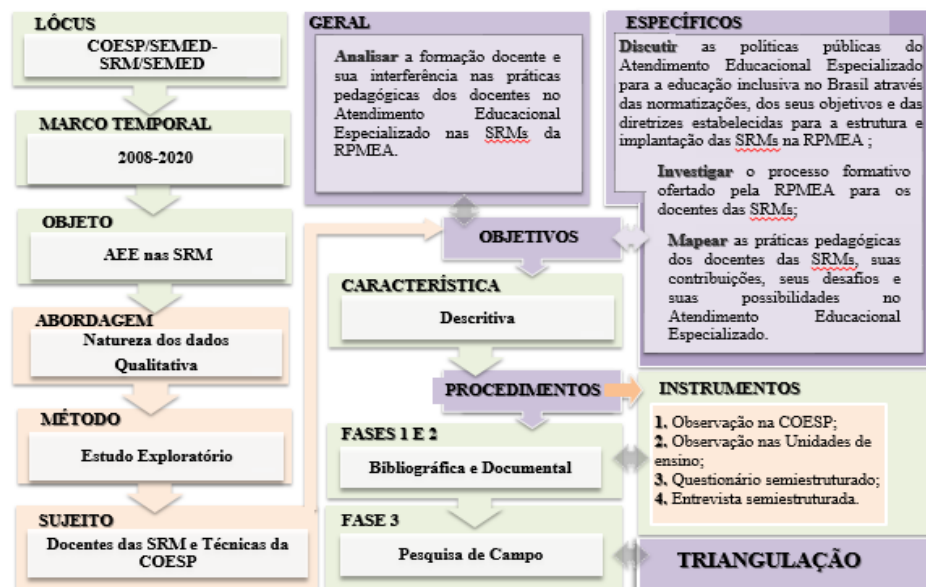 LÓCUS
COESP/SEMED-
SRM/SEMED
MARCO TEMPORAL
2008-2020
OBJETO
AEE nas SRM
ABORDAGEM
Natureza dos dados
Qualitativa
MÉTODO
Estudo Exploratório
SUJEITO
Docentes das SRM e Técnicas da
COESP
GERAL
Analisar a formação docente e
sua interferência nas práticas
pedagógicas dos docentes no
Atendimento Educacional
Especializado nas SRMs da
RPMEA.
OBJETIVOS
CARACTERÍSTICA
Descritiva
PROCEDIMENTOS
FASES 1 E 2
Bibliográfica e Documental
FASE 3
Pesquisa de Campo
ESPECÍFICOS
Discutir as políticas públicas do
Atendimento Educacional Especializado
para a educação inclusiva no Brasil através
das normatizações, dos seus objetivos e das
diretrizes estabelecidas para a estrutura e
implantação das SRMs na RPMEA ;
Investigar o processo formativo
ofertado pela RPMEA para os
docentes das SRMs;
Mapear as práticas pedagógicas
dos docentes das SRMs, suas
contribuições, seus desafios e
suas possibilidades no
Atendimento Educacional
Especializado.
INSTRUMENTOS
1. Observação na COESP;
2. Observação nas Unidades de
ensino;
3. Questionário semiestruturado;
4. Entrevista semiestruturada.
TRIANGULAÇÃO